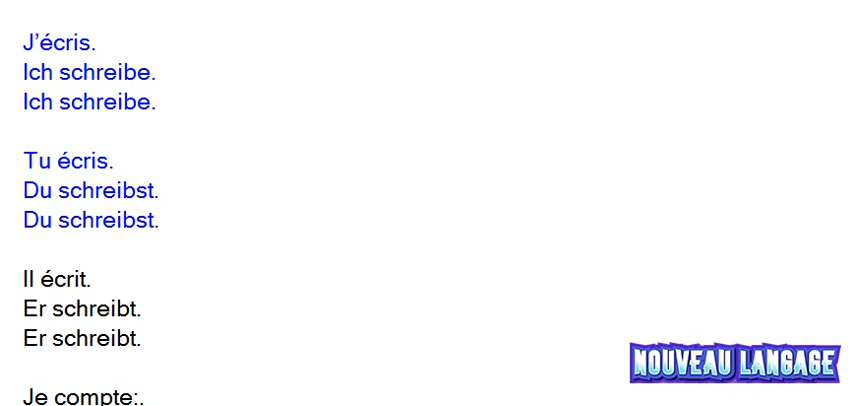 J’écris.
Ich schreibe.
Ich schreibe.
Tu écris.
Du schreibst.
Du schreibst.
Il écrit.
Er schreibt.
Er schreibt.
Je compte:.
NOUVEAU LANGAGE